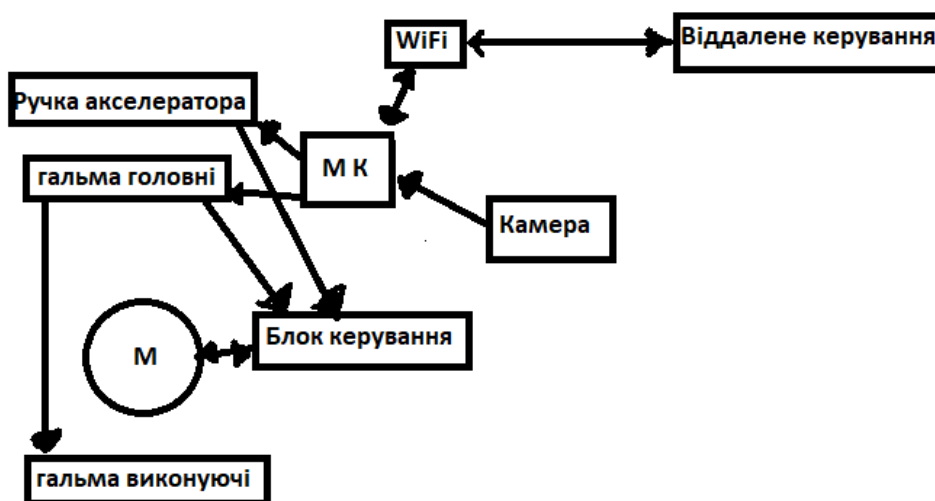 WiFi
Віддалене керування
Ручка акселератора
М К
гальма головні
Камера
Блок керування
М
гальма виконуючі